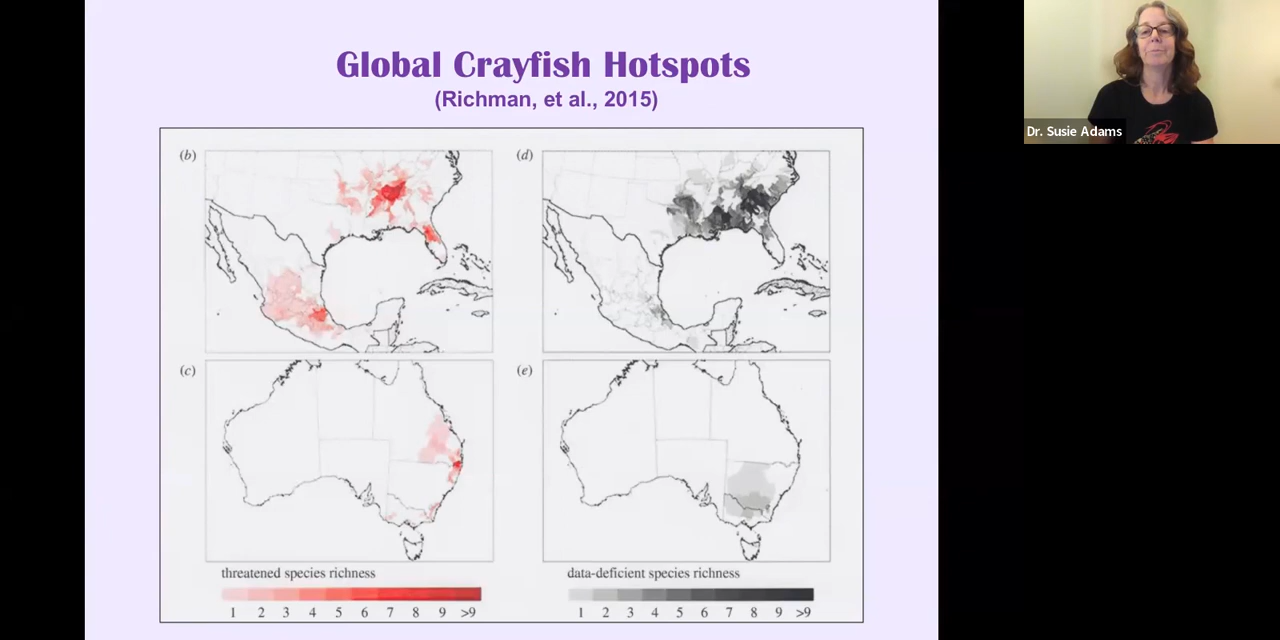 Global Crayfish Hotspots
(Richman, et al., 2015)
(b)
(d)
(c)
(e)
threatened species richness
1 2 3 4 5 6 7 8 9 >9
data-deficient species richness
1 2 3 4 5 6 7 8 9 >9
Dr. Susie Adams